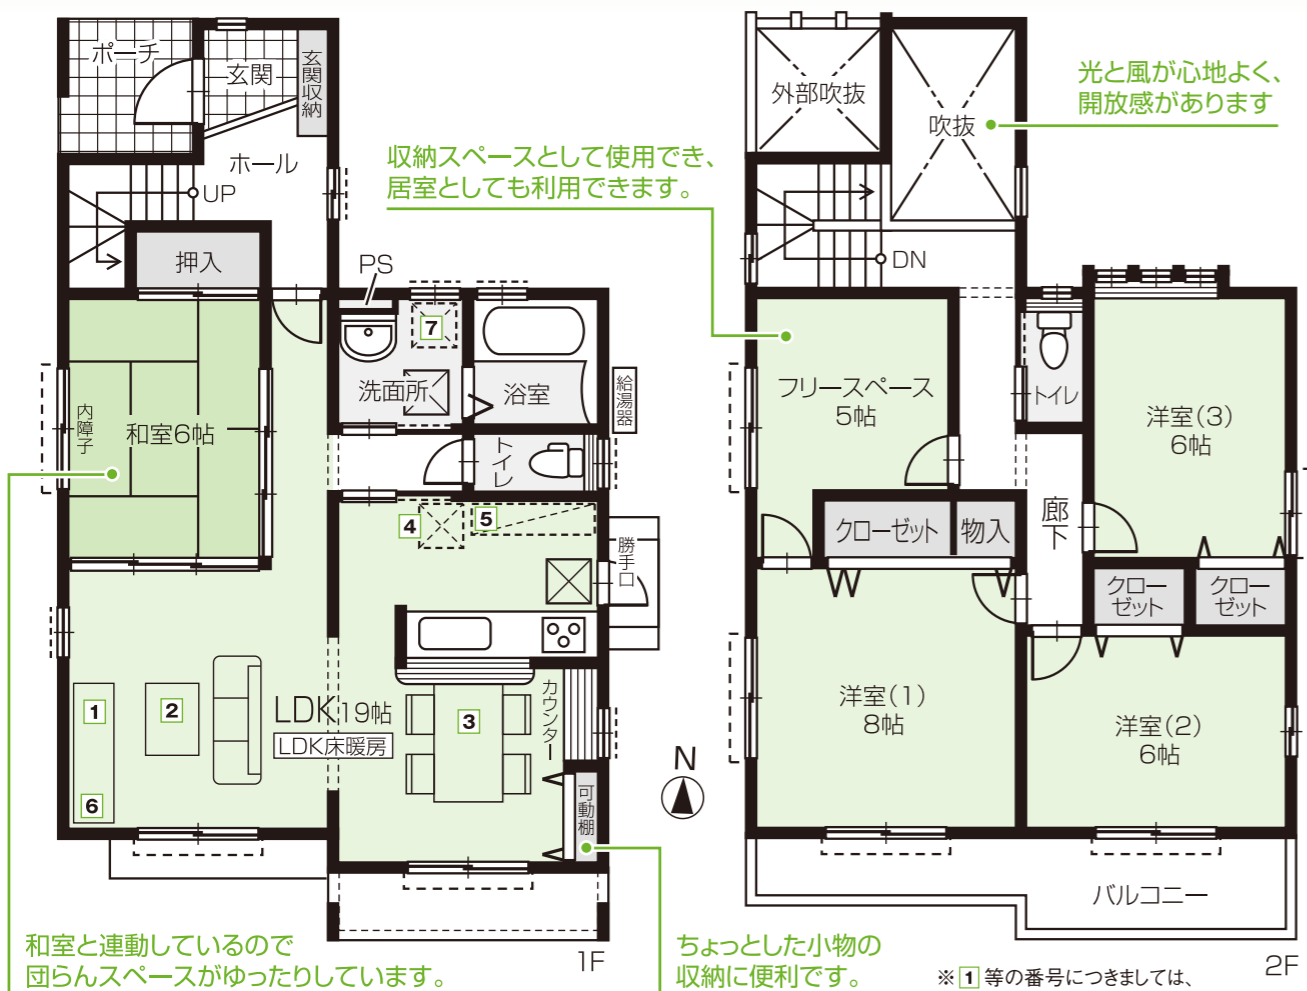 ポーチ
玄関
玄関収納
ホール
UP
押入
PS
7
洗面所
浴室
給湯器
内障子
和室6帖
トイレ
4
5
勝手口
1
2
3
6
LDK19帖
LDK床暖房
カウンター
可動棚
N
1F
収納スペースとして使用でき、
居室としても利用できます。
和室と連動しているので
団らんスペースがゆったりしています。
ちょっとした小物の
収納に便利です。
外部吹抜
吹抜
光と風が心地よく、
開放感があります
DN
フリースペース
5帖
トイレ
洋室(3)
6帖
クローゼット
物入
廊下
クロー
ゼット
クロー
ゼット
洋室(1)
8帖
洋室(2)
6帖
バルコニー
2F
※1等の番号につきましては、